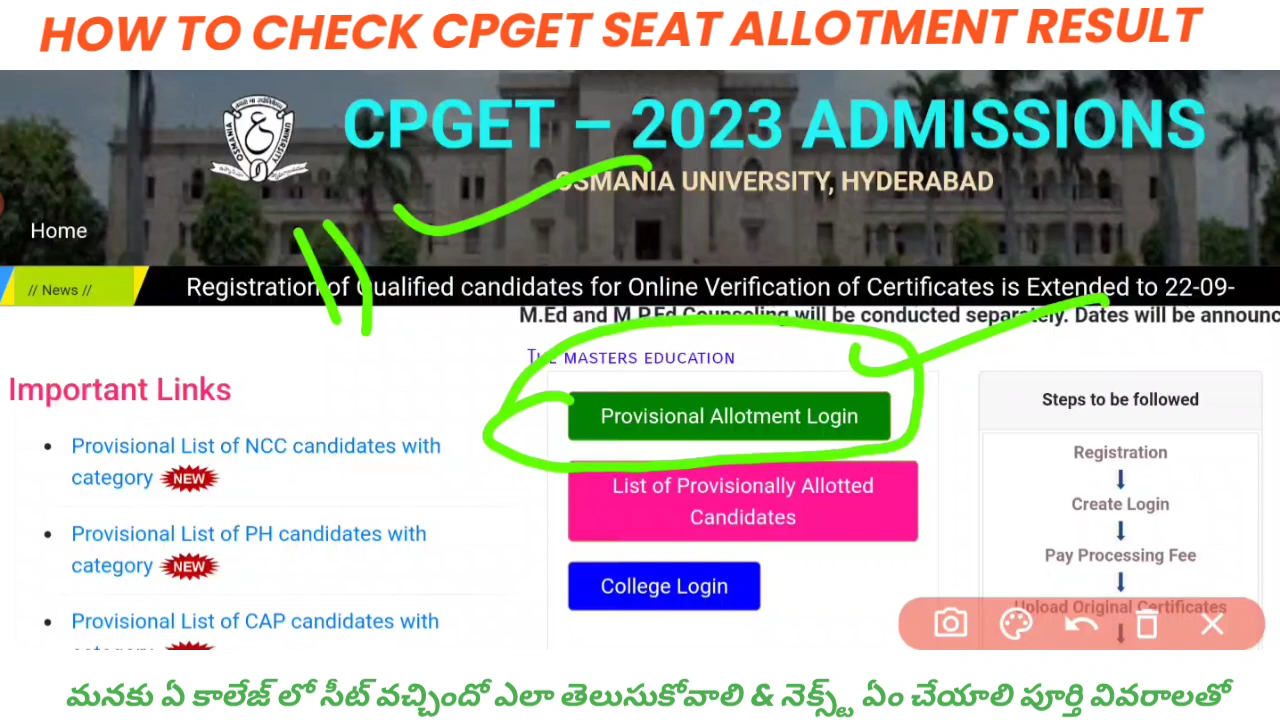 HOW TO CHECK CPGET SEAT ALLOTMENT RESULT
CPGET – 2023 ADMISSIONS
OSMANIA UNIVERSITY, HYDERABAD
Home
// News //
Registration of Qualified candidates for Online Verification of Certificates is Extended to 22-09-
M.Ed and M.P.Ed Counseling will be conducted separately. Dates will be announc
THE MASTERS EDUCATION
Important Links
Provisional List of NCC candidates with
category NEW
Provisional List of PH candidates with
category NEW
Provisional List of CAP candidates with
Provisional Allotment Login
List of Provisionally Allotted
Candidates
College Login
Steps to be followed
Registration
Create Login
Pay Processing Fee
Upload Original Certificates
మనకు ఏ కాలేజ్ లో సీట్ వచ్చిందో ఎలా తెలుసుకోవాలి & నెక్స్ట్ ఏం చేయాలి పూర్తి వివరాలతో